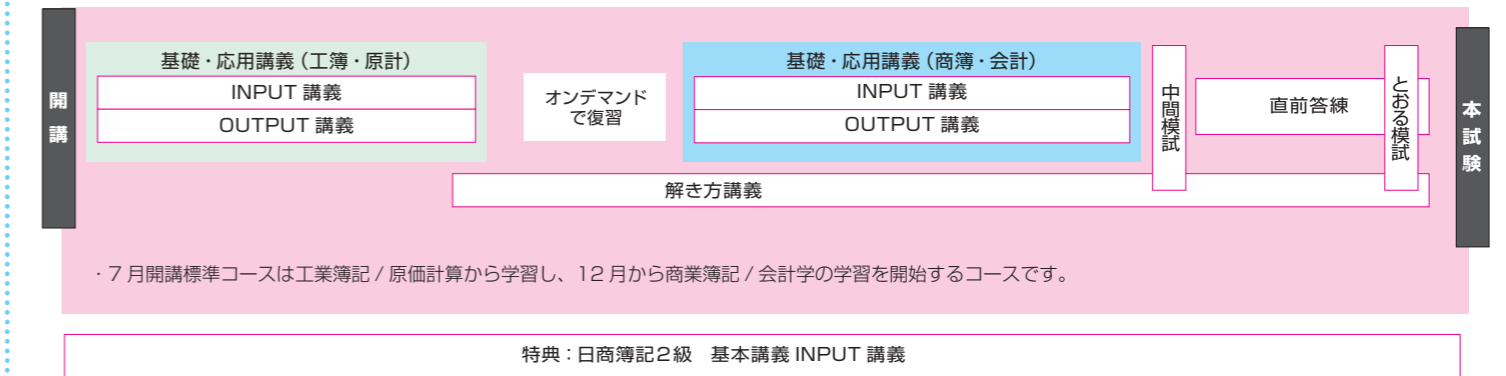 開講
基礎・応用講義（工簿・原計）
INPUT 講義
OUTPUT 講義
オンデマンド
で復習
基礎・応用講義（商簿・会計）
INPUT 講義
OUTPUT 講義
中間模試
直前答練
とおる模試
本試験
解き方講義
・7 月開講標準コースは工業簿記 / 原価計算から学習し、12 月から商業簿記 / 会計学の学習を開始するコースです。
特典：日商簿記２級　基本講義 INPUT 講義